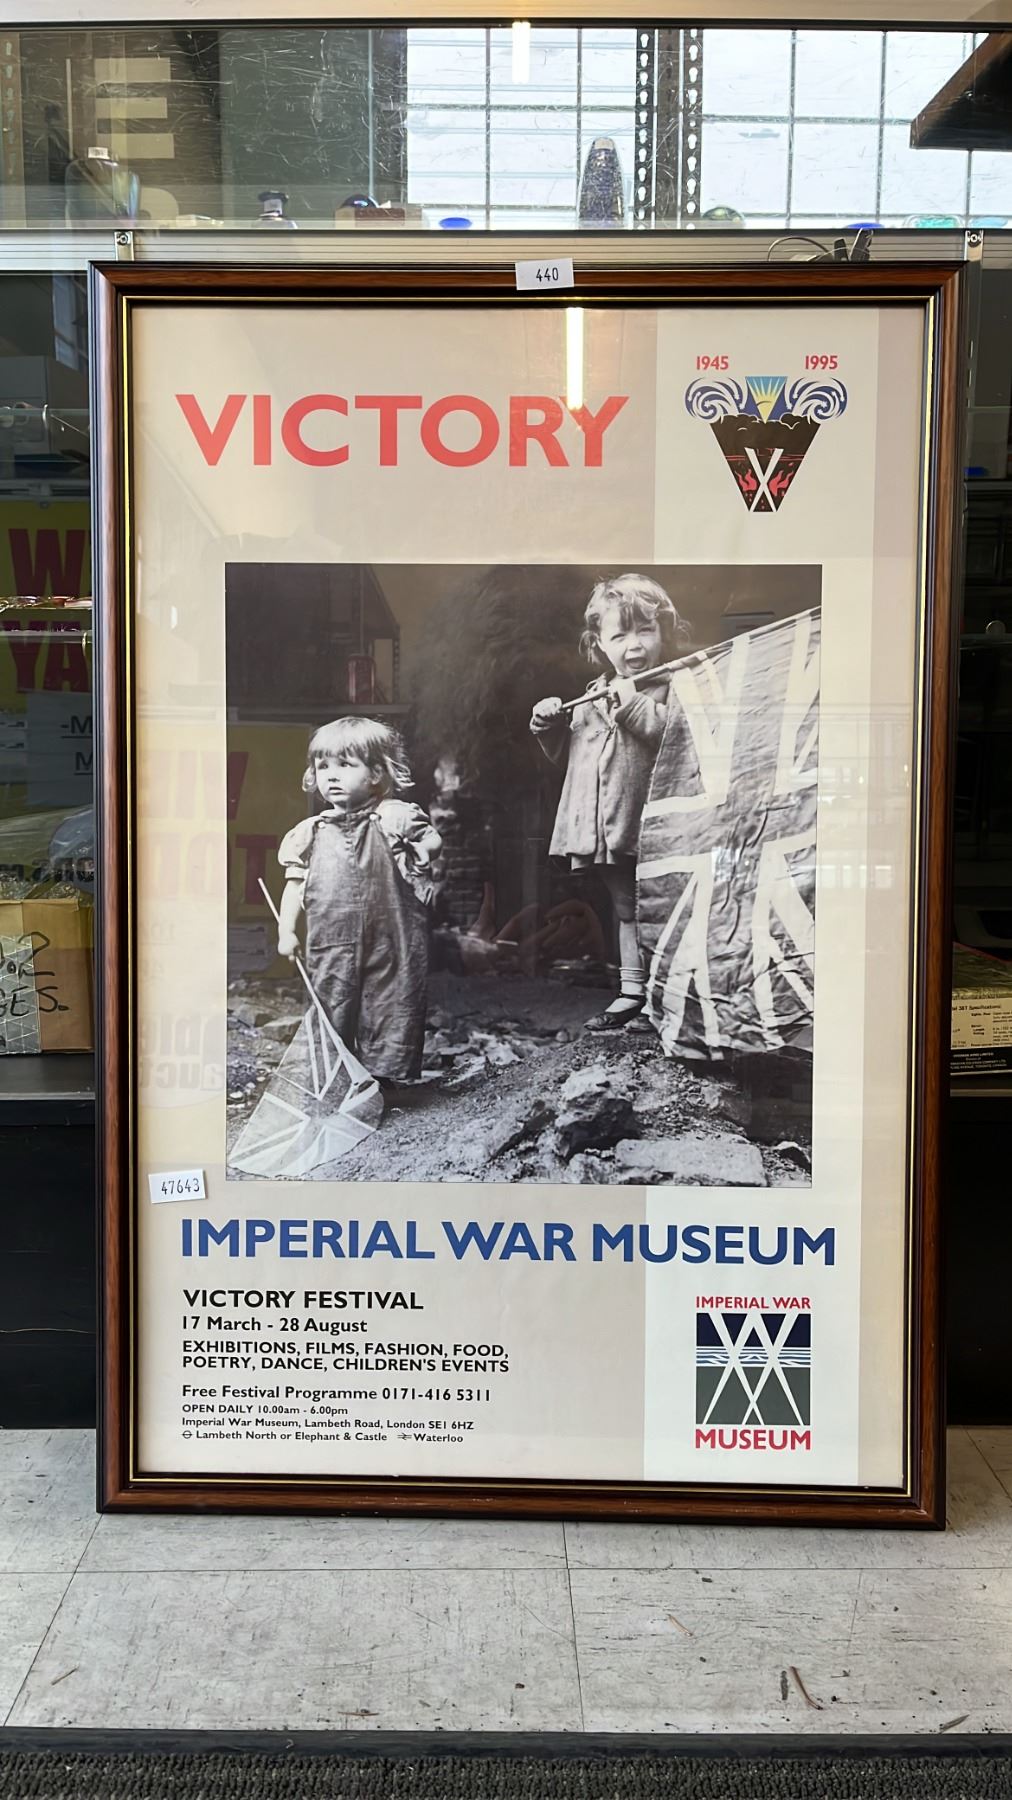 440
1945 1995
VICTORY
47643
IMPERIAL WAR MUSEUM
VICTORY FESTIVAL
17 March - 28 August
EXHIBITIONS, FILMS, FASHION, FOOD,
POETRY, DANCE, CHILDREN'S EVENTS
Free Festival Programme 0171-416 5311
OPEN DAILY 10.00am - 6.00pm
Imperial War Museum, Lambeth Road, London SE1 6HZ
Lambeth North or Elephant & Castle Waterloo
IMPERIAL WAR
MUSEUM